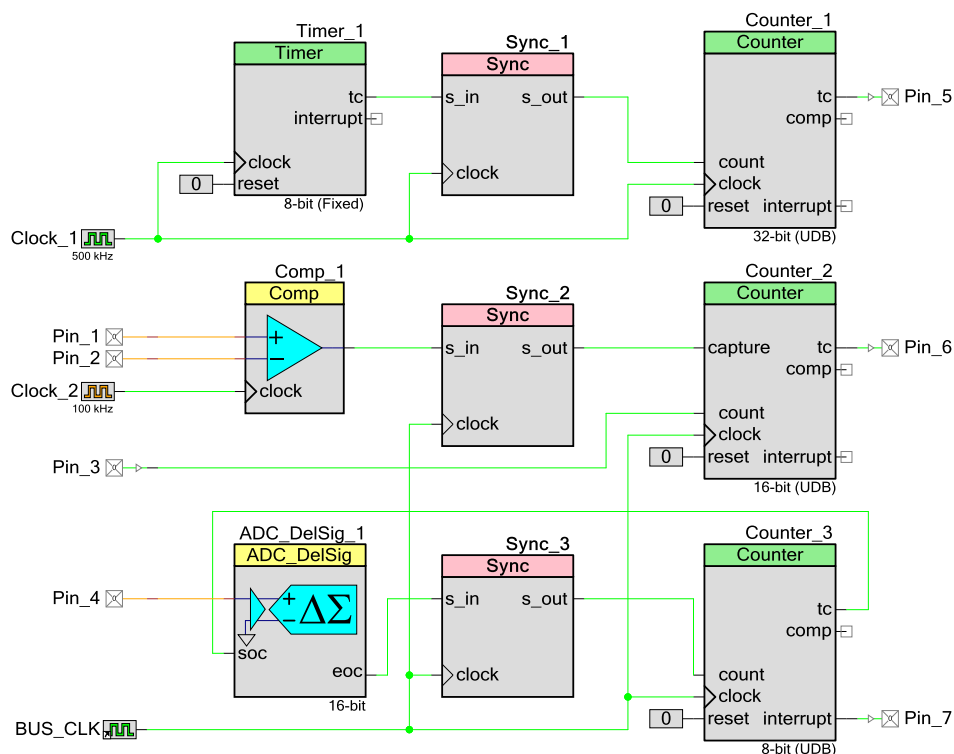 Timer_1
Timer
tc
interrupt
clock
0
reset
8-bit (Fixed)
Sync_1
Sync
s_in
s_out
clock
Counter_1
Counter
tc
comp
count
clock
0
reset
interrupt
32-bit (UDB)
Pin_5
Clock_1
500 kHz
Comp_1
Comp
+
−
clock
Pin_1
Pin_2
Clock_2
100 kHz
Sync_2
Sync
s_in
s_out
clock
Counter_2
Counter
capture
tc
comp
count
clock
0
reset
interrupt
16-bit (UDB)
Pin_6
Pin_3
ADC_DelSig_1
ADC_DelSig
+
−
ΔΣ
soc
eoc
16-bit
Pin_4
Sync_3
Sync
s_in
s_out
clock
Counter_3
Counter
tc
comp
count
clock
0
reset
interrupt
8-bit (UDB)
Pin_7
BUS_CLK